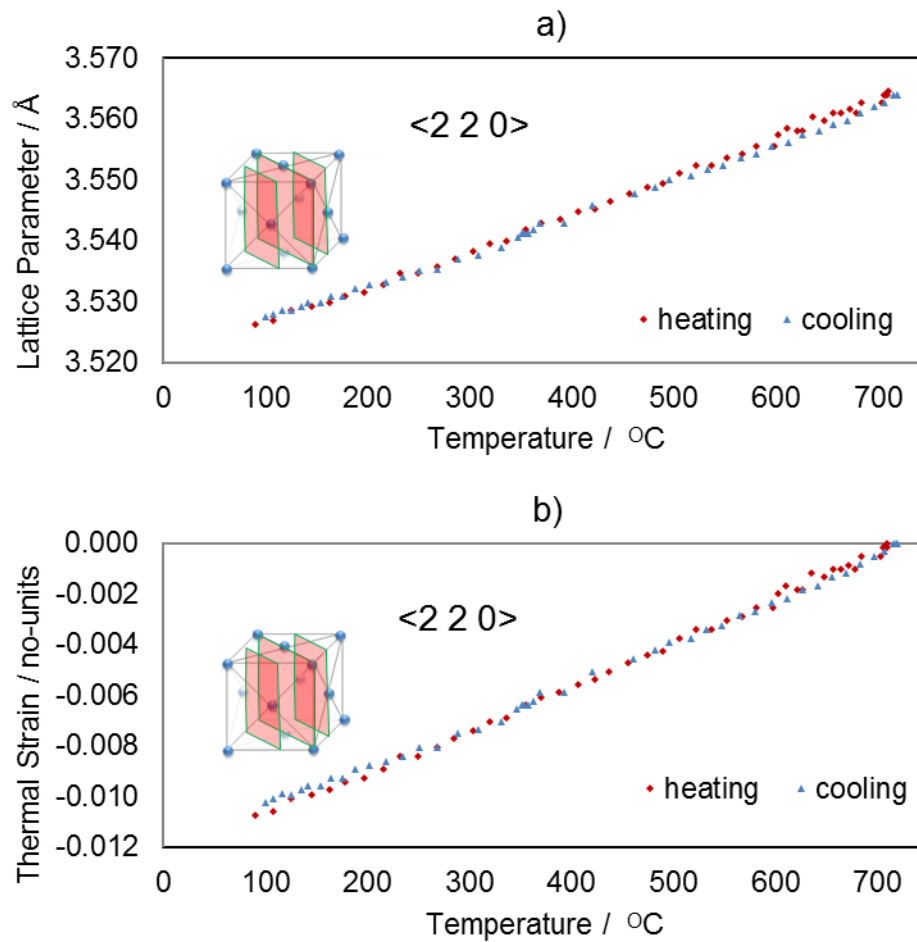 a)
3.570
3.560
3.550
3.540
3.530
3.520
Lattice Parameter / Å
<2 2 0>
heating cooling
0 100 200 300 400 500 600 700
Temperature / ᴼC
b)
0.000
-0.002
-0.004
-0.006
-0.008
-0.010
-0.012
Thermal Strain / no-units
<2 2 0>
heating cooling
0 100 200 300 400 500 600 700
Temperature / ᴼC